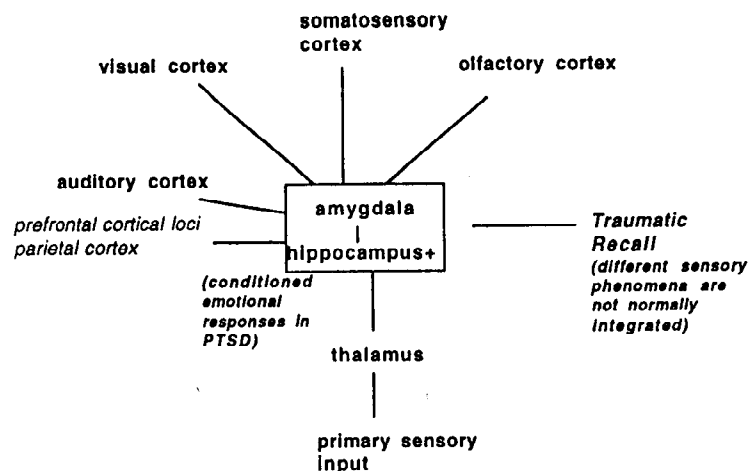 somatosensory
cortex
visual cortex
olfactory cortex
auditory cortex
prefrontal cortical loci
parietal cortex
amygdala
hippocampus+
(conditioned
emotional
responses in
PTSD)
Traumatic
Recall
(different sensory
phenomena are
not normally
integrated)
thalamus
primary sensory
input